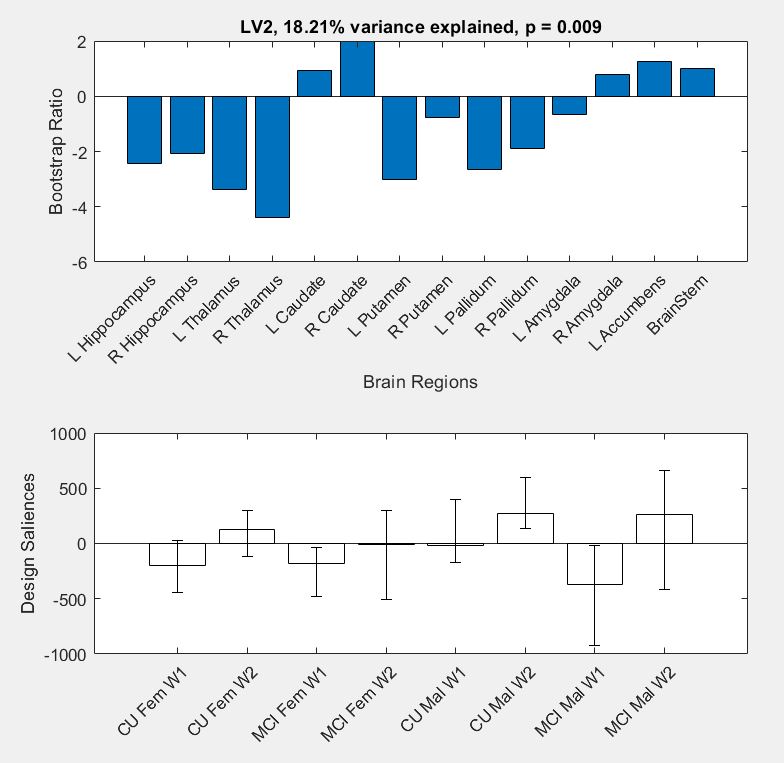 LV2, 18.21% variance explained, p = 0.009
2
0
-2
-4
-6
Bootstrap Ratio
L Hippocampus
R Hippocampus
L Thalamus
R Thalamus
L Caudate
R Caudate
L Putamen
R Putamen
L Pallidum
R Pallidum
L Amygdala
R Amygdala
L Accumbens
BrainStem
Brain Regions
1000
500
0
-500
-1000
Design Saliences
CU Fem W1
CU Fem W2
MCI Fem W1
MCI Fem W2
CU Mal W1
CU Mal W2
MCI Mal W1
MCI Mal W2